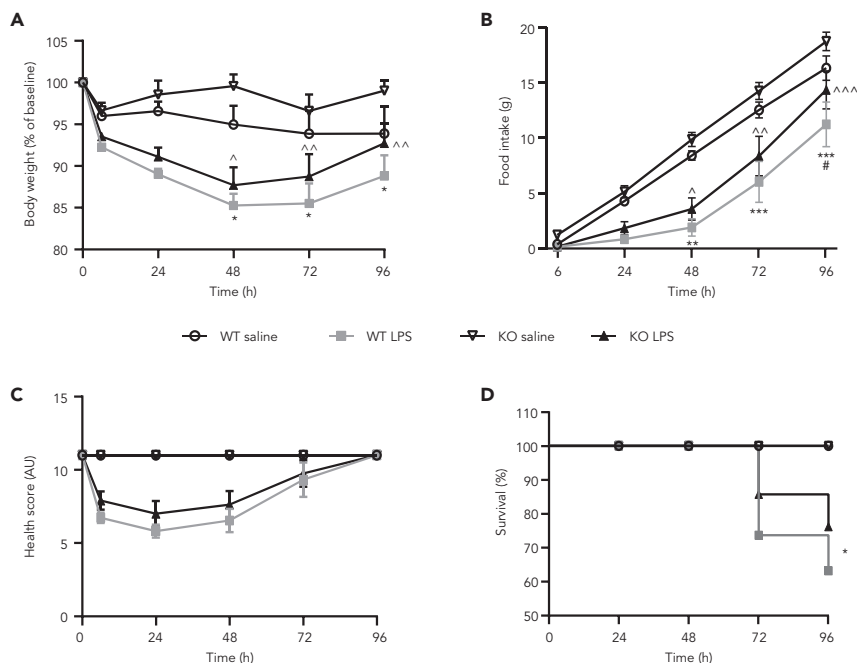 A
Body weight (% of baseline)
105
100
95
90
85
80
^
^^
^^
*
*
*
0 24 48 72 96
Time (h)
B
Food intake (g)
20
15
10
5
0
^
^^
^^^
**
***
***
#
6 24 48 72 96
Time (h)
WT saline WT LPS KO saline KO LPS
C
Health score (AU)
15
10
5
0
0 24 48 72 96
Time (h)
D
Survival (%)
110
100
90
80
70
60
50
*
0 24 48 72 96
Time (h)